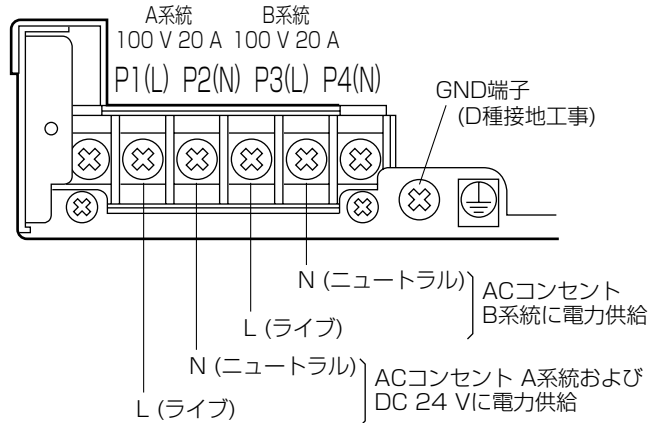 A系統 B系統
100 V 20 A 100 V 20 A
P1(L) P2(N) P3(L) P4(N)
GND端子
(D種接地工事)
N (ニュートラル)
L (ライブ)
ACコンセント
B系統に電力供給
N (ニュートラル)
L (ライブ)
ACコンセント A系統および
DC 24 Vに電力供給